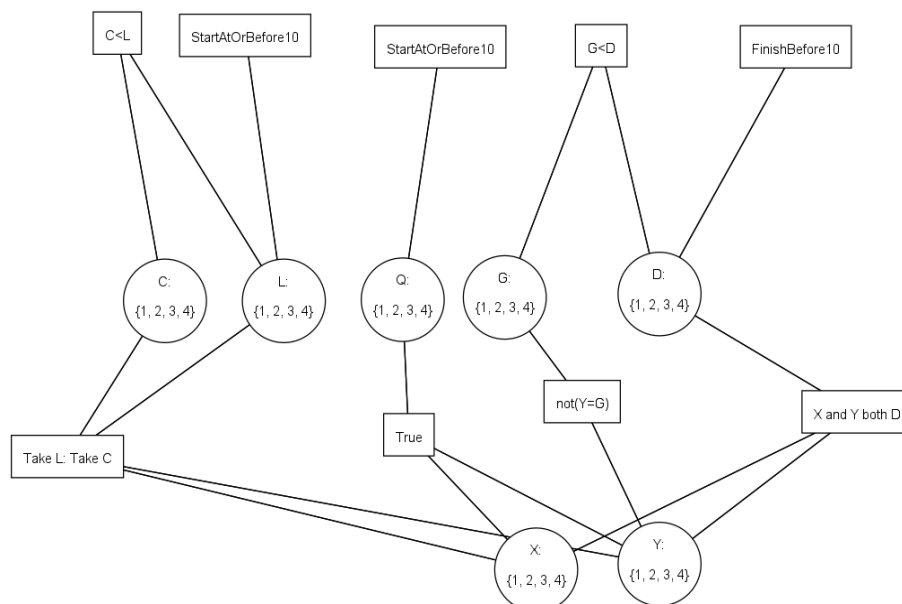 C<L
StartAtOrBefore10
StartAtOrBefore10
G<D
FinishBefore10
C:
{1, 2, 3, 4}
L:
{1, 2, 3, 4}
Q:
{1, 2, 3, 4}
G:
{1, 2, 3, 4}
D:
{1, 2, 3, 4}
not(Y=G)
X and Y both D
True
Take L: Take C
X:
{1, 2, 3, 4}
Y:
{1, 2, 3, 4}